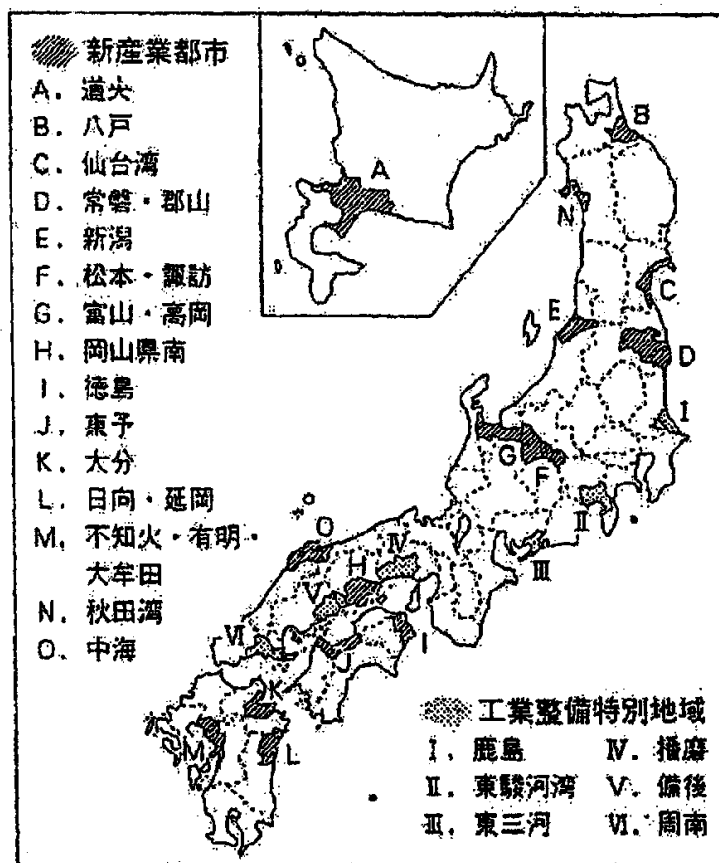 新産業都市
A. 道央
B. 八戸
C. 仙台湾
D. 常磐・郡山
E. 新潟
F. 松本・諏訪
G. 富山・高岡
H. 岡山県南
I. 徳島
J. 東予
K. 大分
L. 日向・延岡
M. 不知火・有明・
大牟田
N. 秋田湾
O. 中海
A
B
N
C
E
D
I
G
F
II
III
O
IV
H
V
VI
J
I
K
M
L
工業整備特別地域
I. 鹿島
IV. 播磨
II. 東駿河湾
V. 備後
III. 東三河
VI. 周南